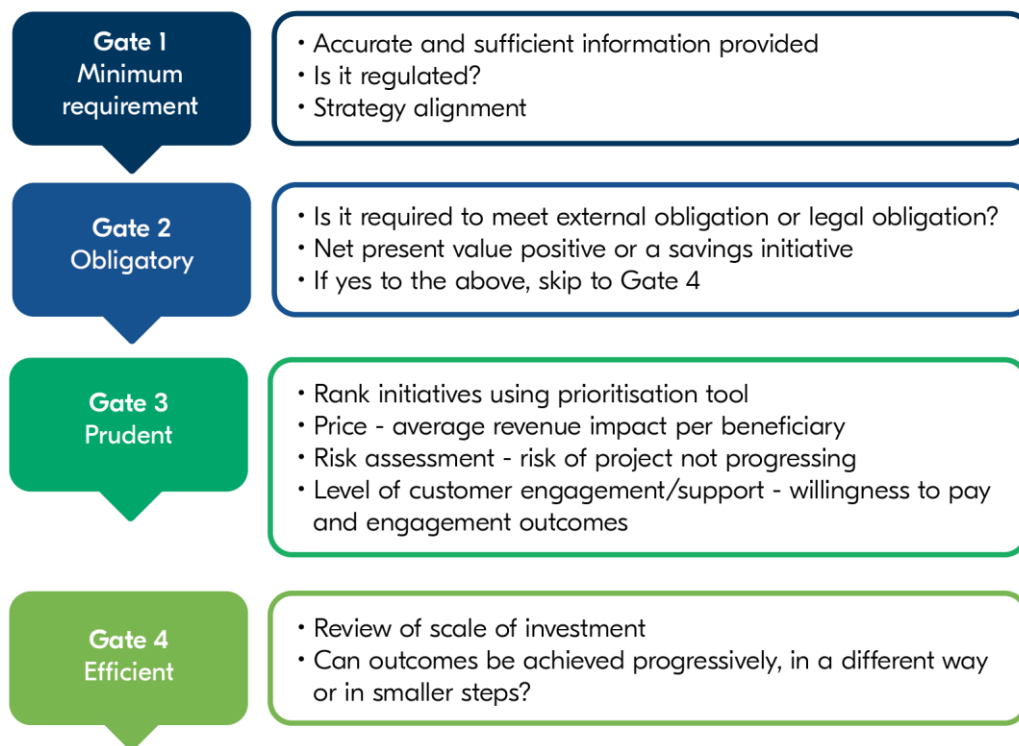 Gate 1
Minimum
requirement
• Accurate and sufficient information provided
• Is it regulated?
• Strategy alignment
Gate 2
Obligatory
• Is it required to meet external obligation or legal obligation?
• Net present value positive or a savings initiative
• If yes to the above, skip to Gate 4
Gate 3
Prudent
• Rank initiatives using prioritisation tool
• Price - average revenue impact per beneficiary
• Risk assessment - risk of project not progressing
• Level of customer engagement/support - willingness to pay
and engagement outcomes
Gate 4
Efficient
• Review of scale of investment
• Can outcomes be achieved progressively, in a different way
or in smaller steps?